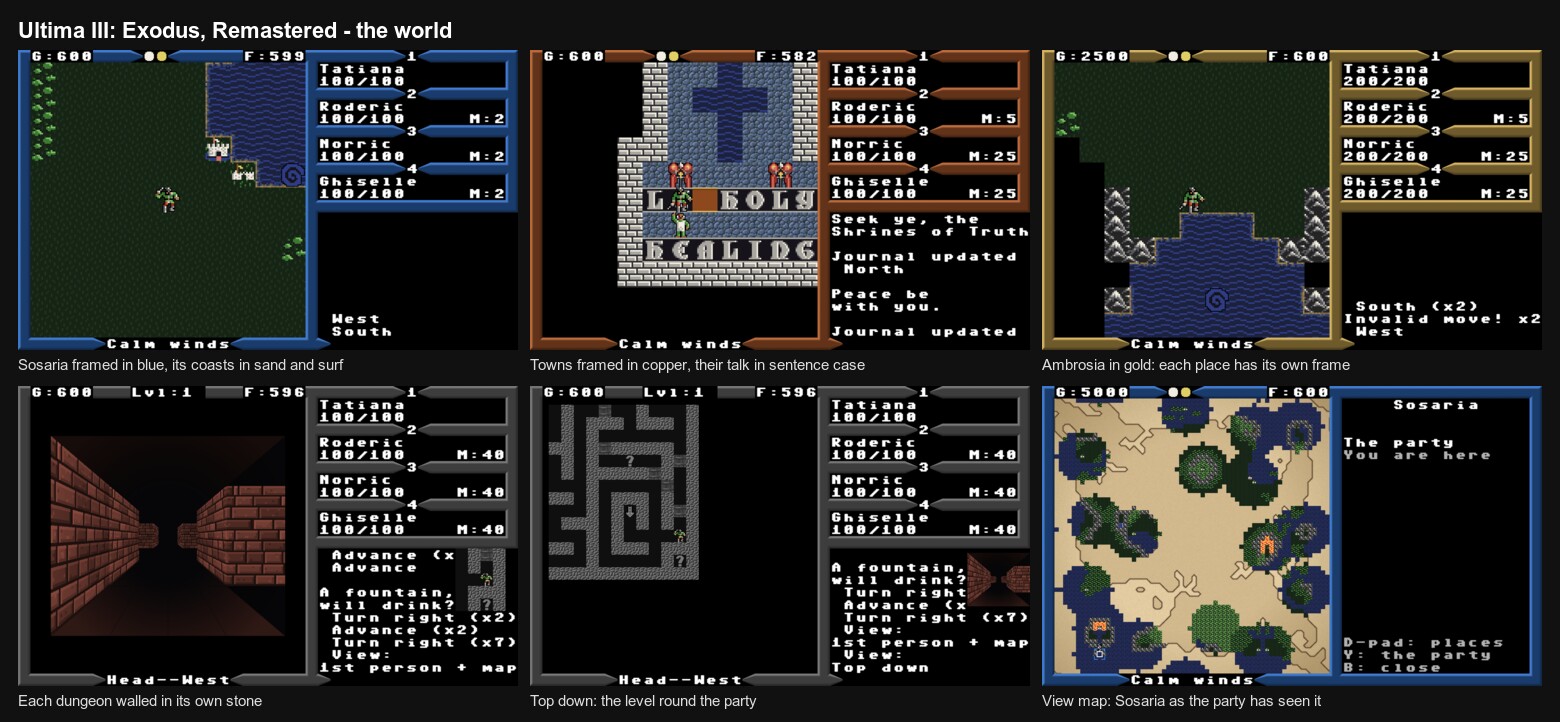 Ultima III: Exodus, Remastered - the world
G:600 F:599
1
Tatiana
100/100
2
Roderic
100/100 M:2
3
Norric
100/100 M:2
4
Ghiselle
100/100 M:2
West
South
Calm winds
Sosaria framed in blue, its coasts in sand and surf
G:600 F:582
1
Tatiana
100/100
2
Roderic
100/100 M:5
3
Norric
100/100 M:25
4
Ghiselle
100/100 M:25
HOLY
HEALING
Seek ye, the
Shrines of Truth
Journal updated
North
Peace be
with you.
Journal updated
Calm winds
Towns framed in copper, their talk in sentence case
G:2500 F:600
1
Tatiana
200/200
2
Roderic
200/200 M:5
3
Norric
200/200 M:25
4
Ghiselle
200/200 M:25
South (x2)
Invalid move! x2
West
Calm winds
Ambrosia in gold: each place has its own frame
G:600 Lvl:1 F:596
1
Tatiana
100/100
2
Roderic
100/100 M:40
3
Norric
100/100 M:40
4
Ghiselle
100/100 M:40
Advance (x
Advance
A fountain,
will drink?
?
Turn right (x2)
Advance (x2)
Turn right (x7)
View:
1st person + map
Head--West
Each dungeon walled in its own stone
G:600 Lvl:1 F:596
1
Tatiana
100/100
2
Roderic
100/100 M:40
3
Norric
100/100 M:40
4
Ghiselle
100/100 M:40
?
?
A fountain,
will drink?
Turn right
Advance (x
Turn right (x7)
View:
1st person + map
View:
Top down
Head--West
Top down: the level round the party
G:5000 F:600
Sosaria
The party
You are here
D-pad: places
Y: the party
B: close
Calm winds
View map: Sosaria as the party has seen it